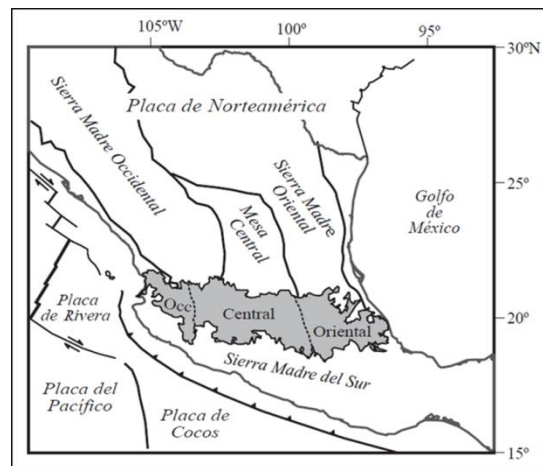 105ºW
100º
95º
30ºN
Placa de Norteamérica
Sierra Madre Occidental
Sierra Madre
Oriental
Mesa
Central
25º
Golfo
de
México
Placa
de Rivera
Occ
Central
Oriental
20º
Sierra Madre del Sur
Placa del
Pacífico
Placa de
Cocos
15º